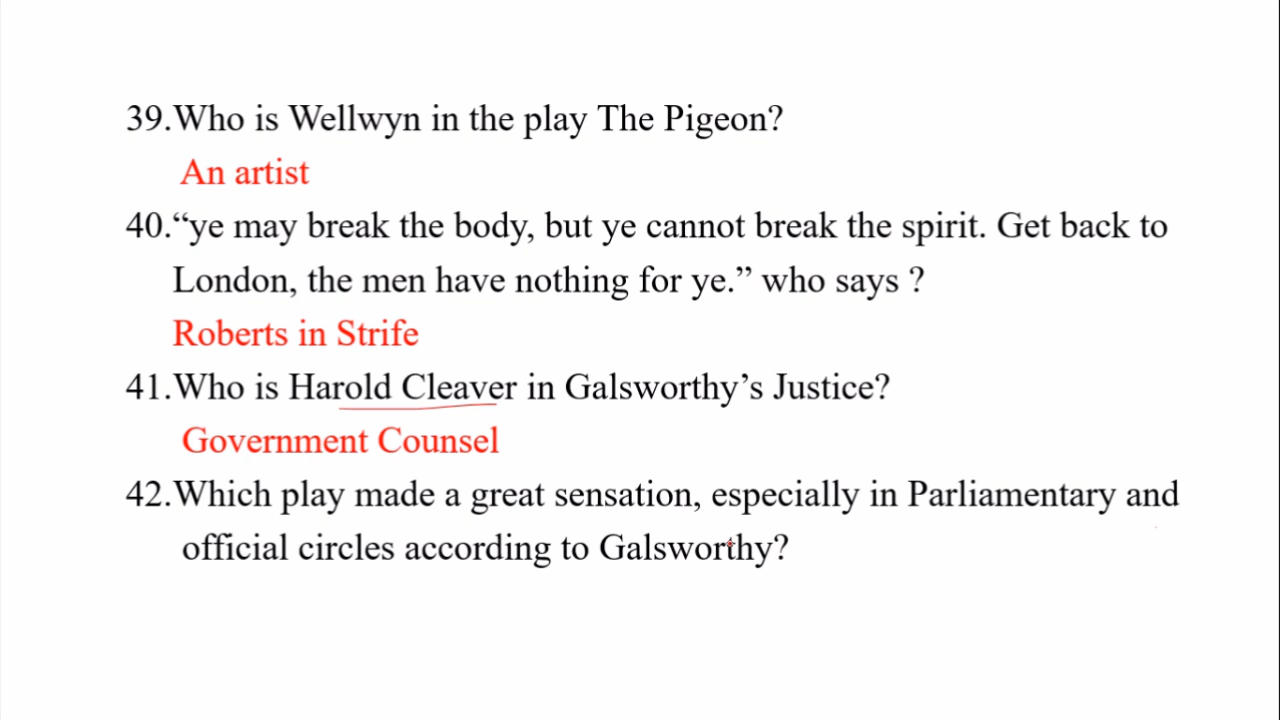 39.Who is Wellwyn in the play The Pigeon?
An artist
40.“ye may break the body, but ye cannot break the spirit. Get back to
London, the men have nothing for ye.” who says ?
Roberts in Strife
41.Who is Harold Cleaver in Galsworthy’s Justice?
Government Counsel
42.Which play made a great sensation, especially in Parliamentary and
official circles according to Galsworthy?